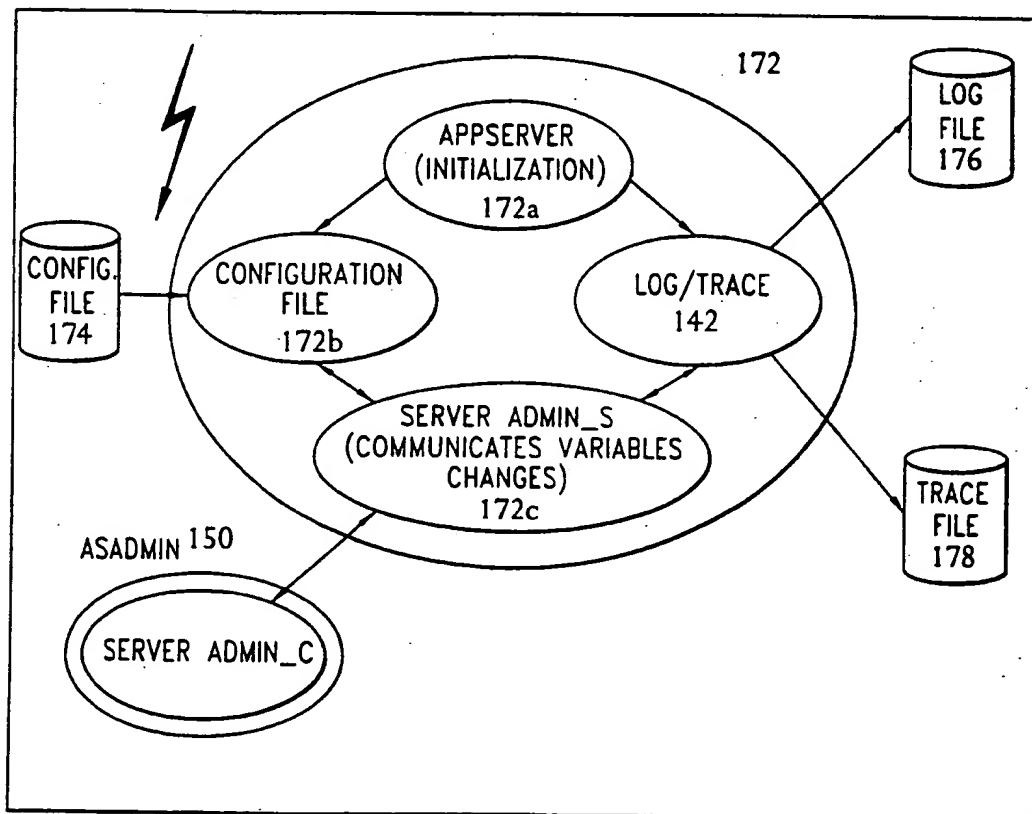 172
LOG
FILE
176
APPSERVER
(INITIALIZATION)
172a
CONFIG.
FILE
174
CONFIGURATION
FILE
172b
LOG/TRACE
142
SERVER ADMIN_S
(COMMUNICATES VARIABLES
CHANGES)
172c
TRACE
FILE
178
ASADMIN 150
SERVER ADMIN_C